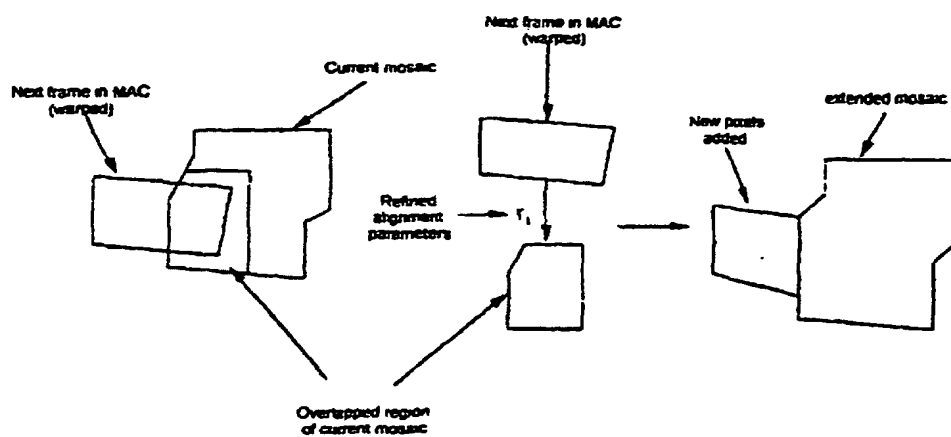 Next frame in MAC
(warped)
Current mosaic
Next frame in MAC
(warped)
extended mosaic
New pixels
added
Refined
alignment
parameters
r₁
Overlapped region
of current mosaic